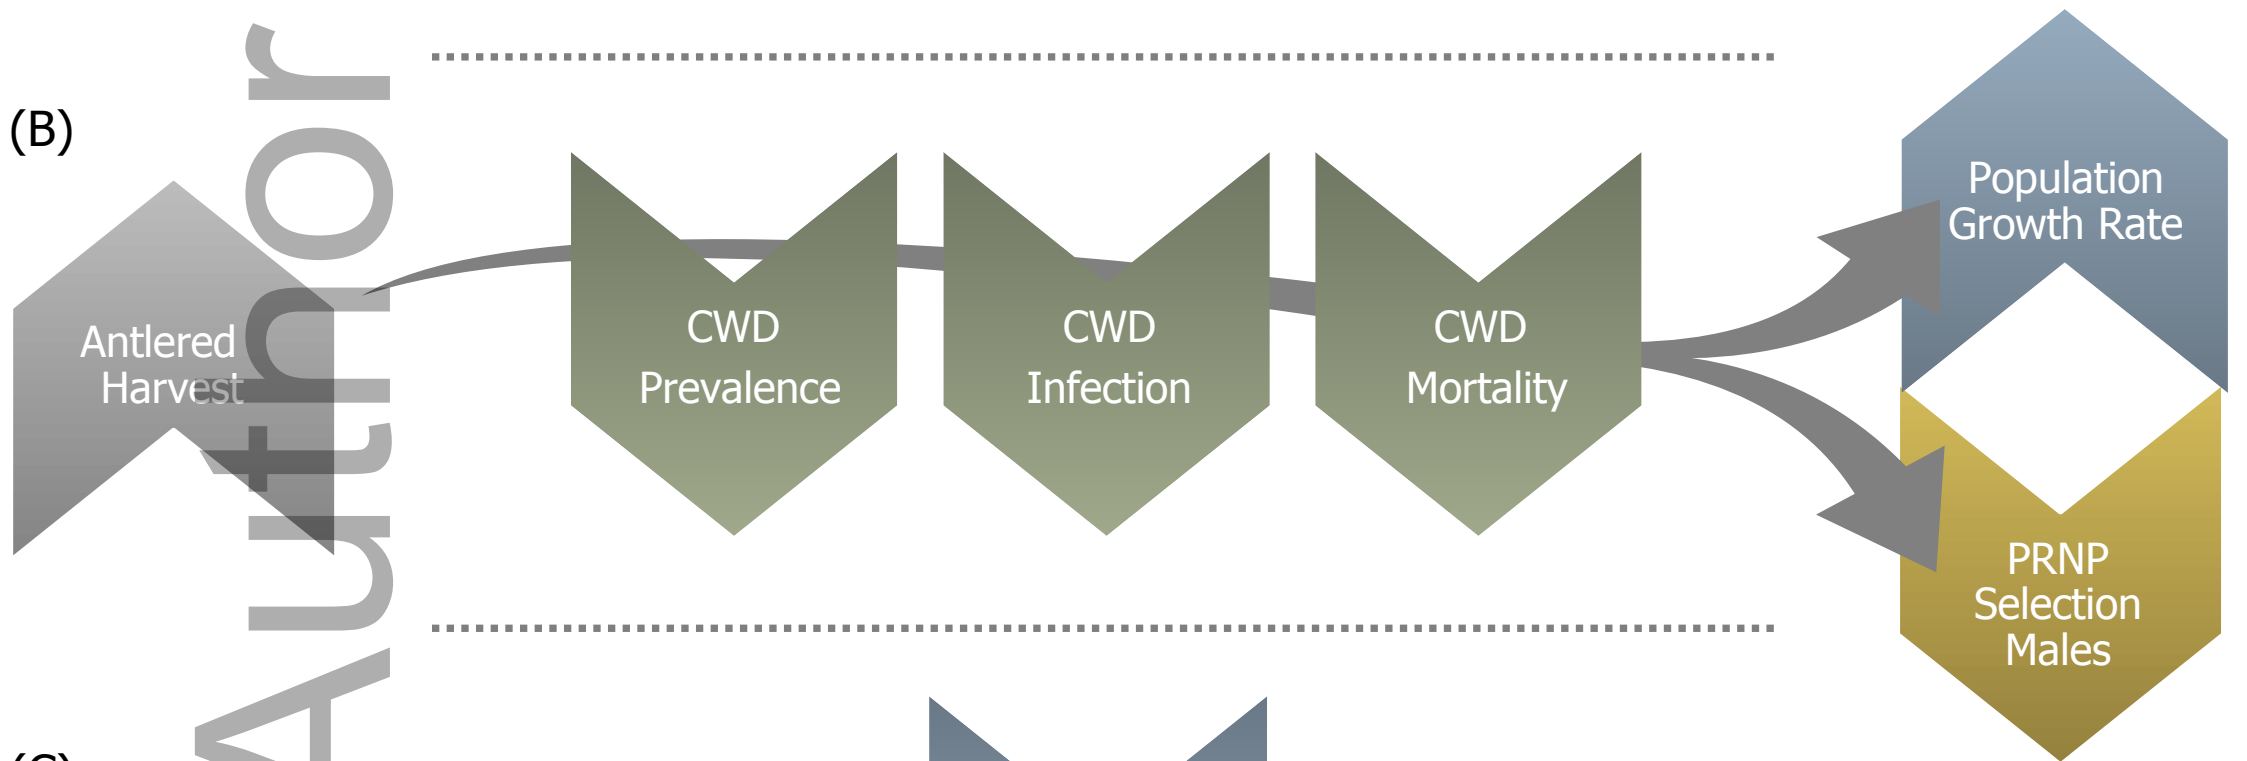 (B)
Antlered
Harvest
Author
CWD
Prevalence
CWD
Infection
CWD
Mortality
Population
Growth Rate
PRNP
Selection
Males